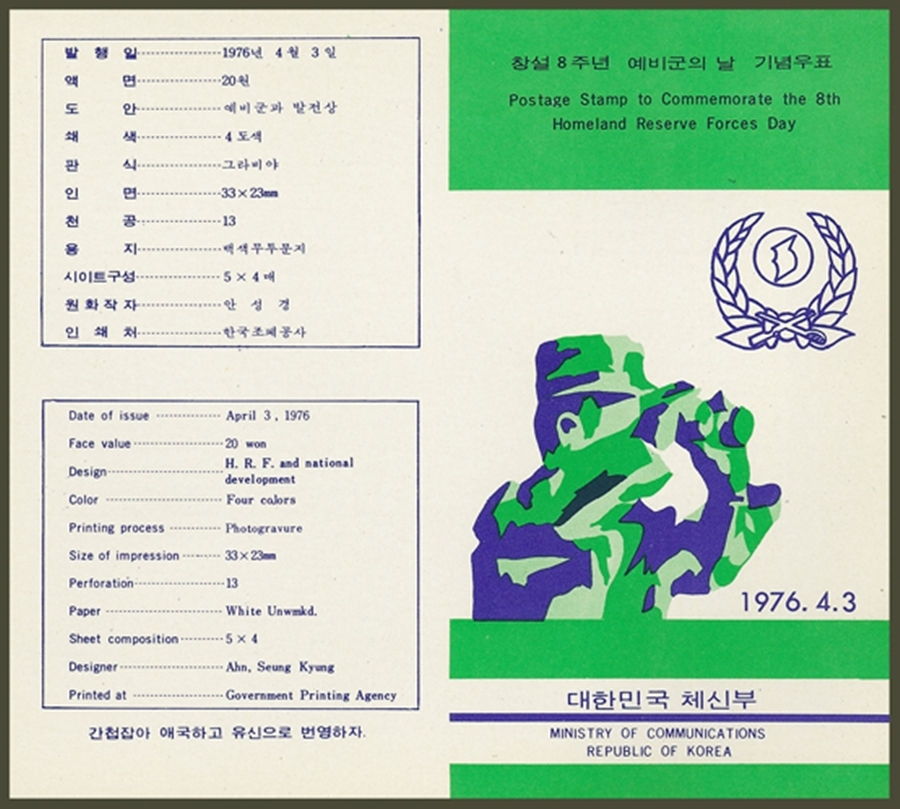 발 행 일 1976년 4월 3일
액 면 20원
도 안 예비군과 발전상
쇄 색 4도색
판 식 그라비야
인 면 33×23mm
천 공 13
용 지 백색무투문지
시이트구성 5×4매
원화작자 안 성 경
인 쇄 처 한국조폐공사
Date of issue April 3, 1976
Face value 20 won
Design H. R. F. and national
development
Color Four colors
Printing process Photogravure
Size of impression 33×23mm
Perforation 13
Paper White Unwmkd.
Sheet composition 5×4
Designer Ahn, Seung Kyung
Printed at Government Printing Agency
간첩잡아 애국하고 유신으로 번영하자.
창설 8주년 예비군의 날 기념우표
Postage Stamp to Commemorate the 8th
Homeland Reserve Forces Day
1976. 4.3
대한민국 체신부
MINISTRY OF COMMUNICATIONS
REPUBLIC OF KOREA